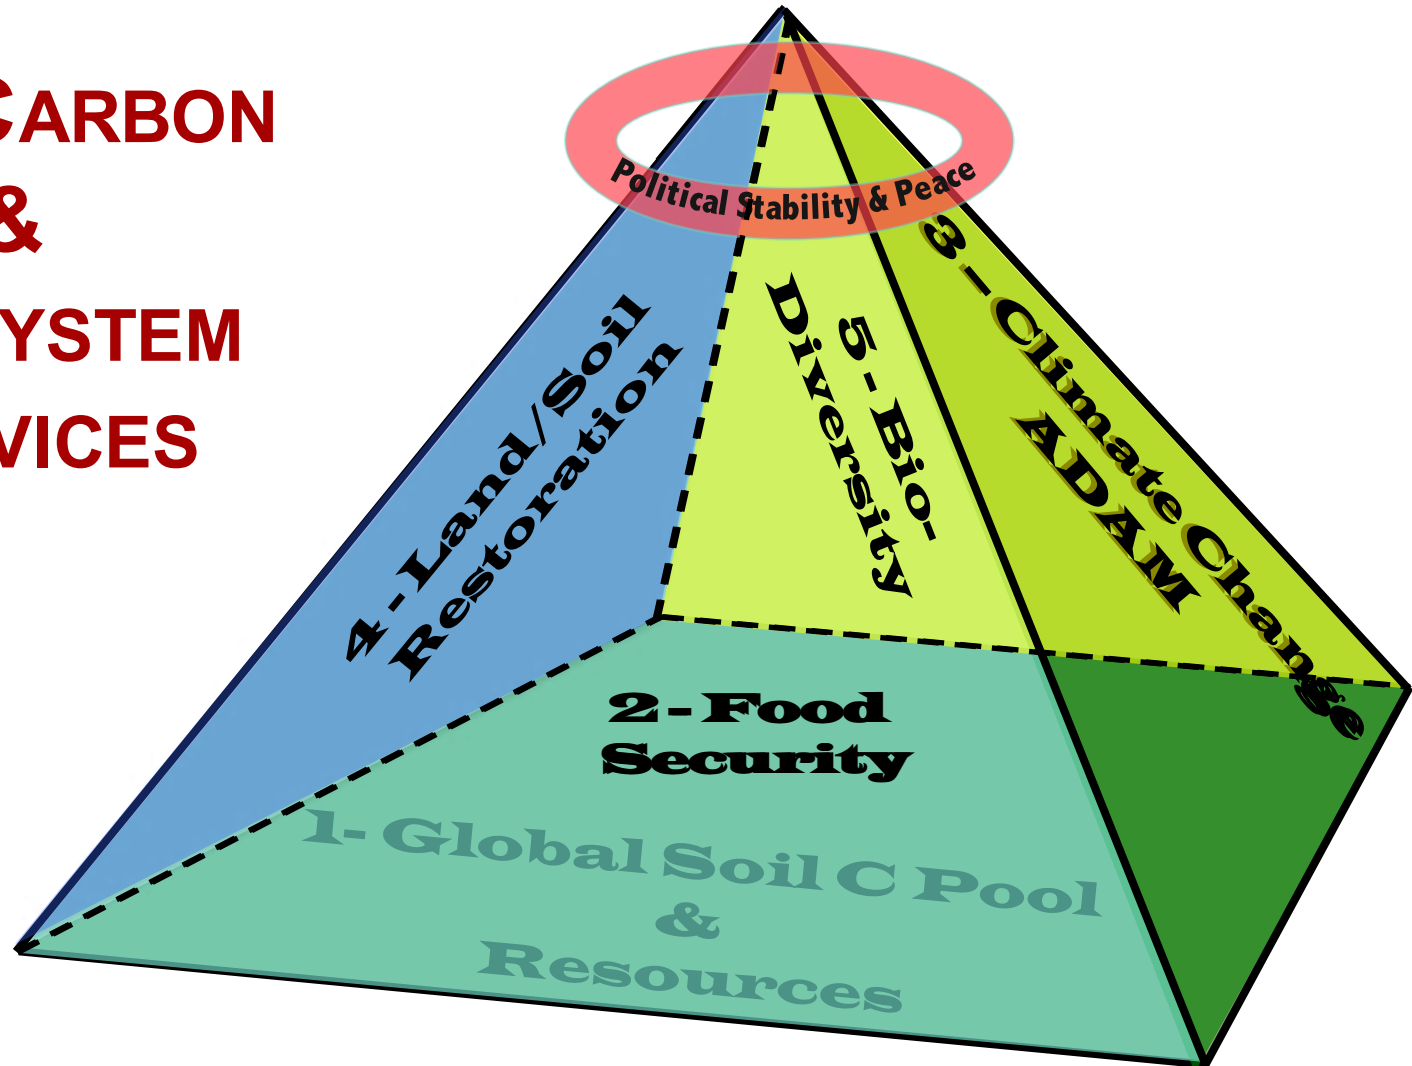 CARBON
&
YSTEM
VICES
Political Stability & Peace
3 - Climate Change
ADAM
5 - Bio-
Diversity
4 - Land/Soil
Restoration
2 - Food
Security
1- Global Soil C Pool
&
Resources